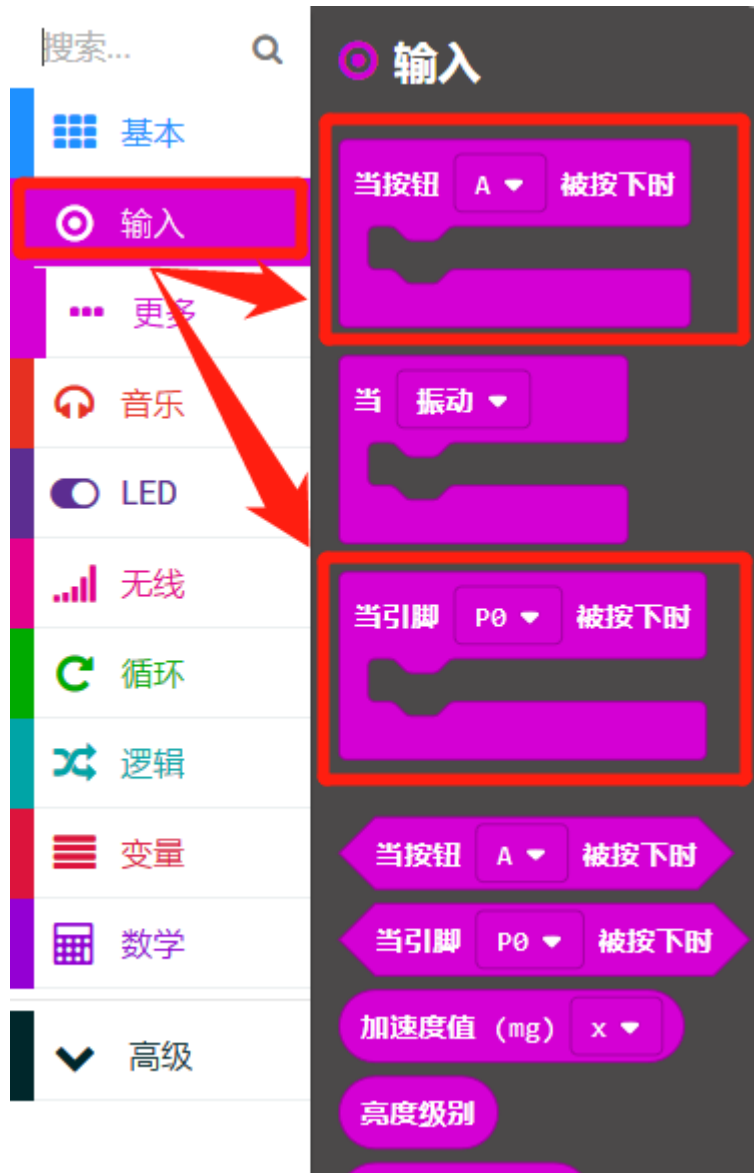 搜索...
基本
输入
更多
音乐
LED
无线
循环
逻辑
变量
数学
高级
输入
当按钮 A 被按下时
当 振动
当引脚 P0 被按下时
当按钮 A 被按下时
当引脚 P0 被按下时
加速度值 (mg) x
亮度级别